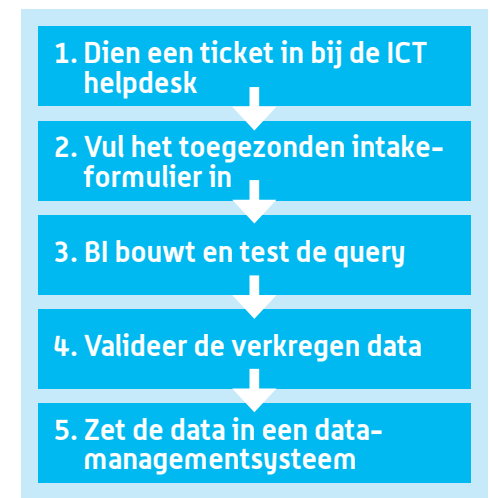 1. Dien een ticket in bij de ICT
helpdesk
2. Vul het toegezonden intake-
formulier in
3. BI bouwt en test de query
4. Valideer de verkregen data
5. Zet de data in een data-
managementsysteem